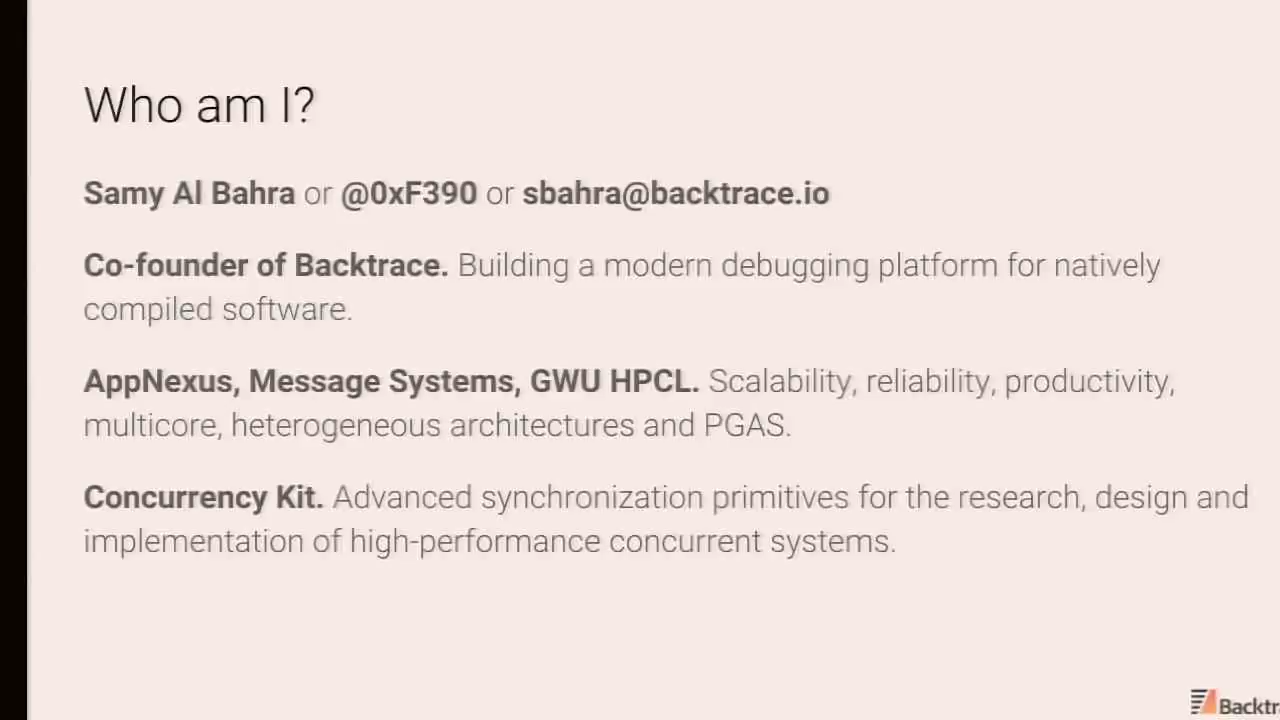 Who am I?
Samy Al Bahra or @0xF390 or sbahra@backtrace.io
Co-founder of Backtrace. Building a modern debugging platform for natively
compiled software.
AppNexus, Message Systems, GWU HPCL. Scalability, reliability, productivity,
multicore, heterogeneous architectures and PGAS.
Concurrency Kit. Advanced synchronization primitives for the research, design and
implementation of high-performance concurrent systems.
Backtr